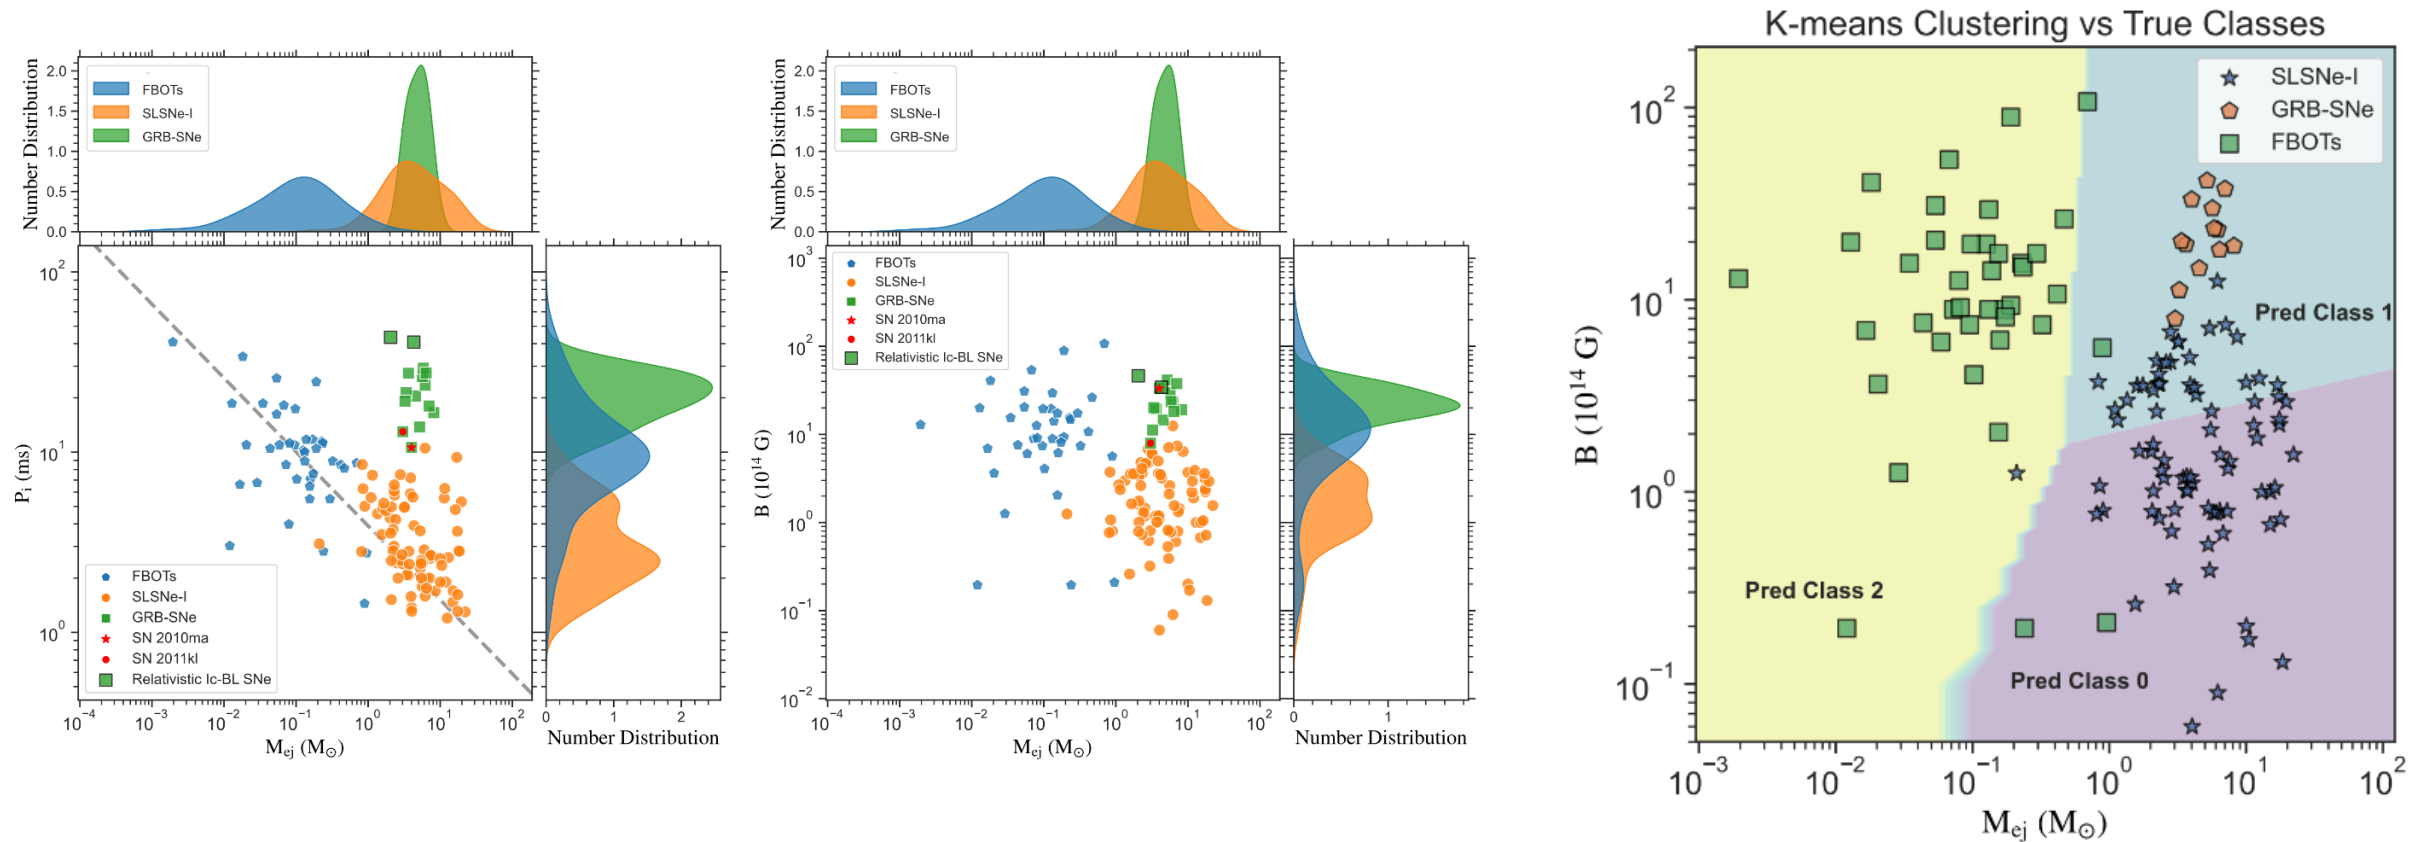 Number Distribution
2.0
1.5
1.0
0.5
0.0
FBOTs
SLSNe-I
GRB-SNe
P_i (ms)
10^2
10^1
10^0
FBOTs
SLSNe-I
GRB-SNe
SN 2010ma
SN 2011kl
Relativistic Ic-BL SNe
10^−4 10^−3 10^−2 10^−1 10^0 10^1 10^2
M_ej (M_⊙)
0 1 2
Number Distribution
Number Distribution
2.0
1.5
1.0
0.5
0.0
FBOTs
SLSNe-I
GRB-SNe
B (10^14 G)
10^3
10^2
10^1
10^0
10^−1
10^−2
FBOTs
SLSNe-I
GRB-SNe
SN 2010ma
SN 2011kl
Relativistic Ic-BL SNe
10^−4 10^−3 10^−2 10^−1 10^0 10^1 10^2
M_ej (M_⊙)
0 1
Number Distribution
K-means Clustering vs True Classes
B (10^14 G)
10^2
10^1
10^0
10^−1
SLSNe-I
GRB-SNe
FBOTs
Pred Class 1
Pred Class 2
Pred Class 0
10^−3 10^−2 10^−1 10^0 10^1 10^2
M_ej (M_⊙)